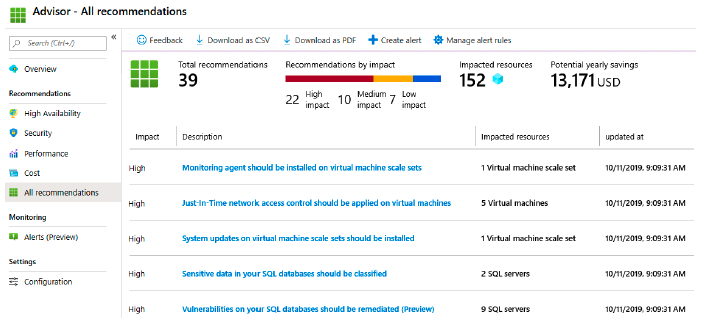 Advisor - All recommendations
Search (Ctrl+/)
«
Overview
Recommendations
High Availability
Security
Performance
Cost
All recommendations
Monitoring
Alerts (Preview)
Settings
Configuration
Feedback
Download as CSV
Download as PDF
Create alert
Manage alert rules
Total recommendations
39
Recommendations by impact
22 High impact
10 Medium impact
7 Low impact
Impacted resources
152
Potential yearly savings
13,171 USD
Impact Description Impacted resources updated at
High Monitoring agent should be installed on virtual machine scale sets 1 Virtual machine scale set 10/11/2019, 9:09:31 AM
High Just-In-Time network access control should be applied on virtual machines 5 Virtual machines 10/11/2019, 9:09:31 AM
High System updates on virtual machine scale sets should be installed 1 Virtual machine scale set 10/11/2019, 9:09:31 AM
High Sensitive data in your SQL databases should be classified 2 SQL servers 10/11/2019, 9:09:31 AM
High Vulnerabilities on your SQL databases should be remediated (Preview) 9 SQL servers 10/11/2019, 9:09:31 AM